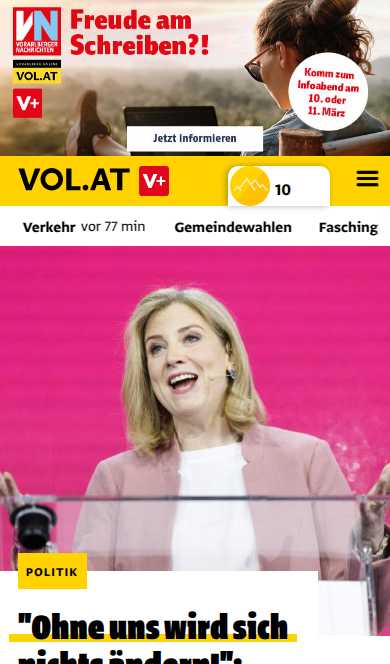 VN
VORARLBERGER
NACHRICHTEN
Freude am
Schreiben?!
VORARLBERG ONLINE
VOL.AT
V+
Komm zum
Infoabend am
10. oder
11. März
Jetzt informieren
VOL.AT V+
10
Verkehr vor 77 min Gemeindewahlen Fasching
POLITIK
"Ohne uns wird sich
nichts ändern!":